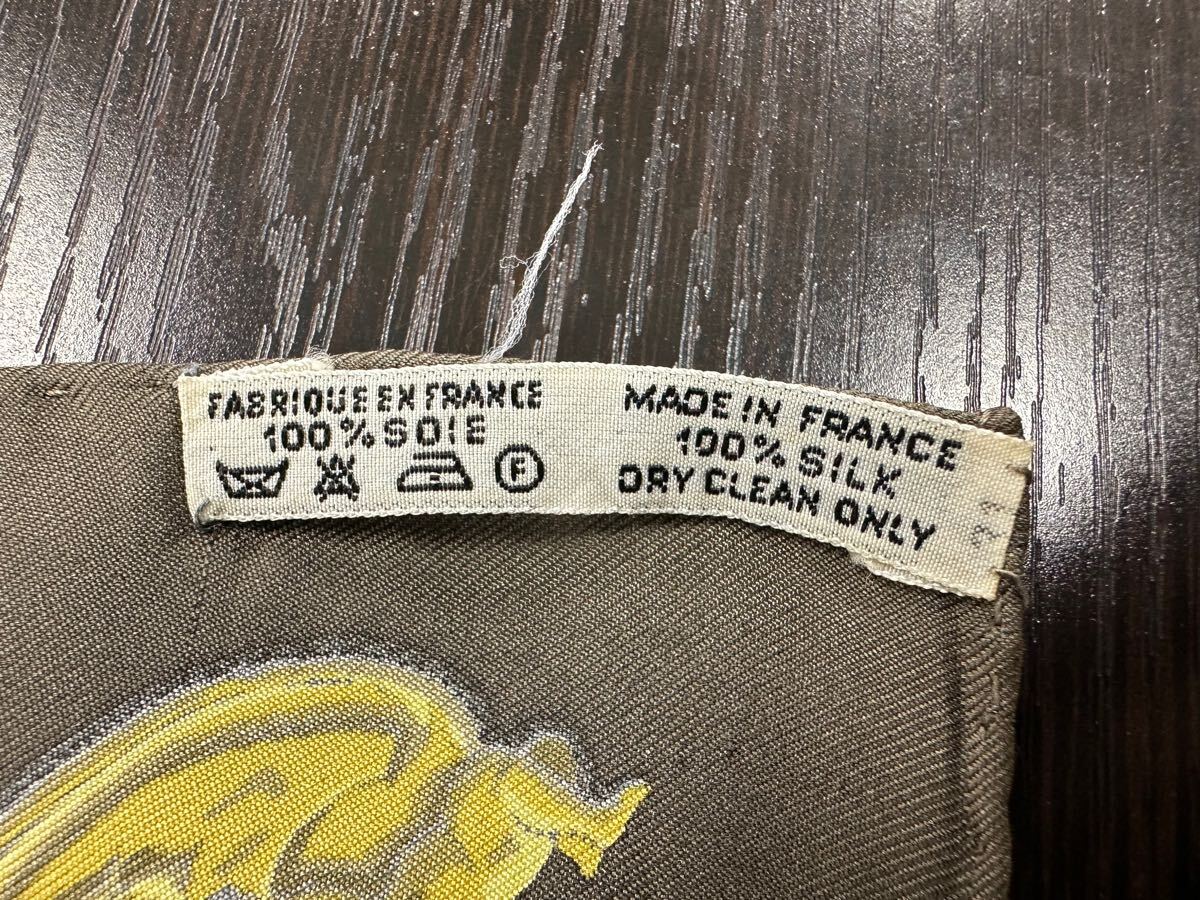 FABRIQUE EN FRANCE
100% SOIE
F
MADE IN FRANCE
100% SILK
DRY CLEAN ONLY